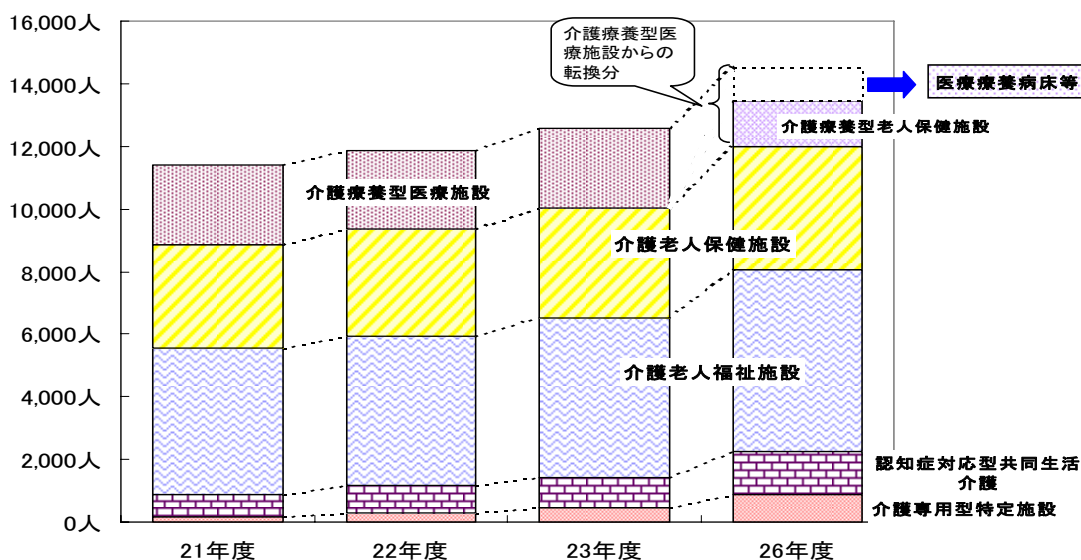 16,000人
14,000人
12,000人
10,000人
8,000人
6,000人
4,000人
2,000人
0人
介護療養型医
療施設からの
転換分
医療療養病床等
介護療養型老人保健施設
介護療養型医療施設
介護老人保健施設
介護老人福祉施設
認知症対応型共同生活
介護
介護専用型特定施設
21年度
22年度
23年度
26年度